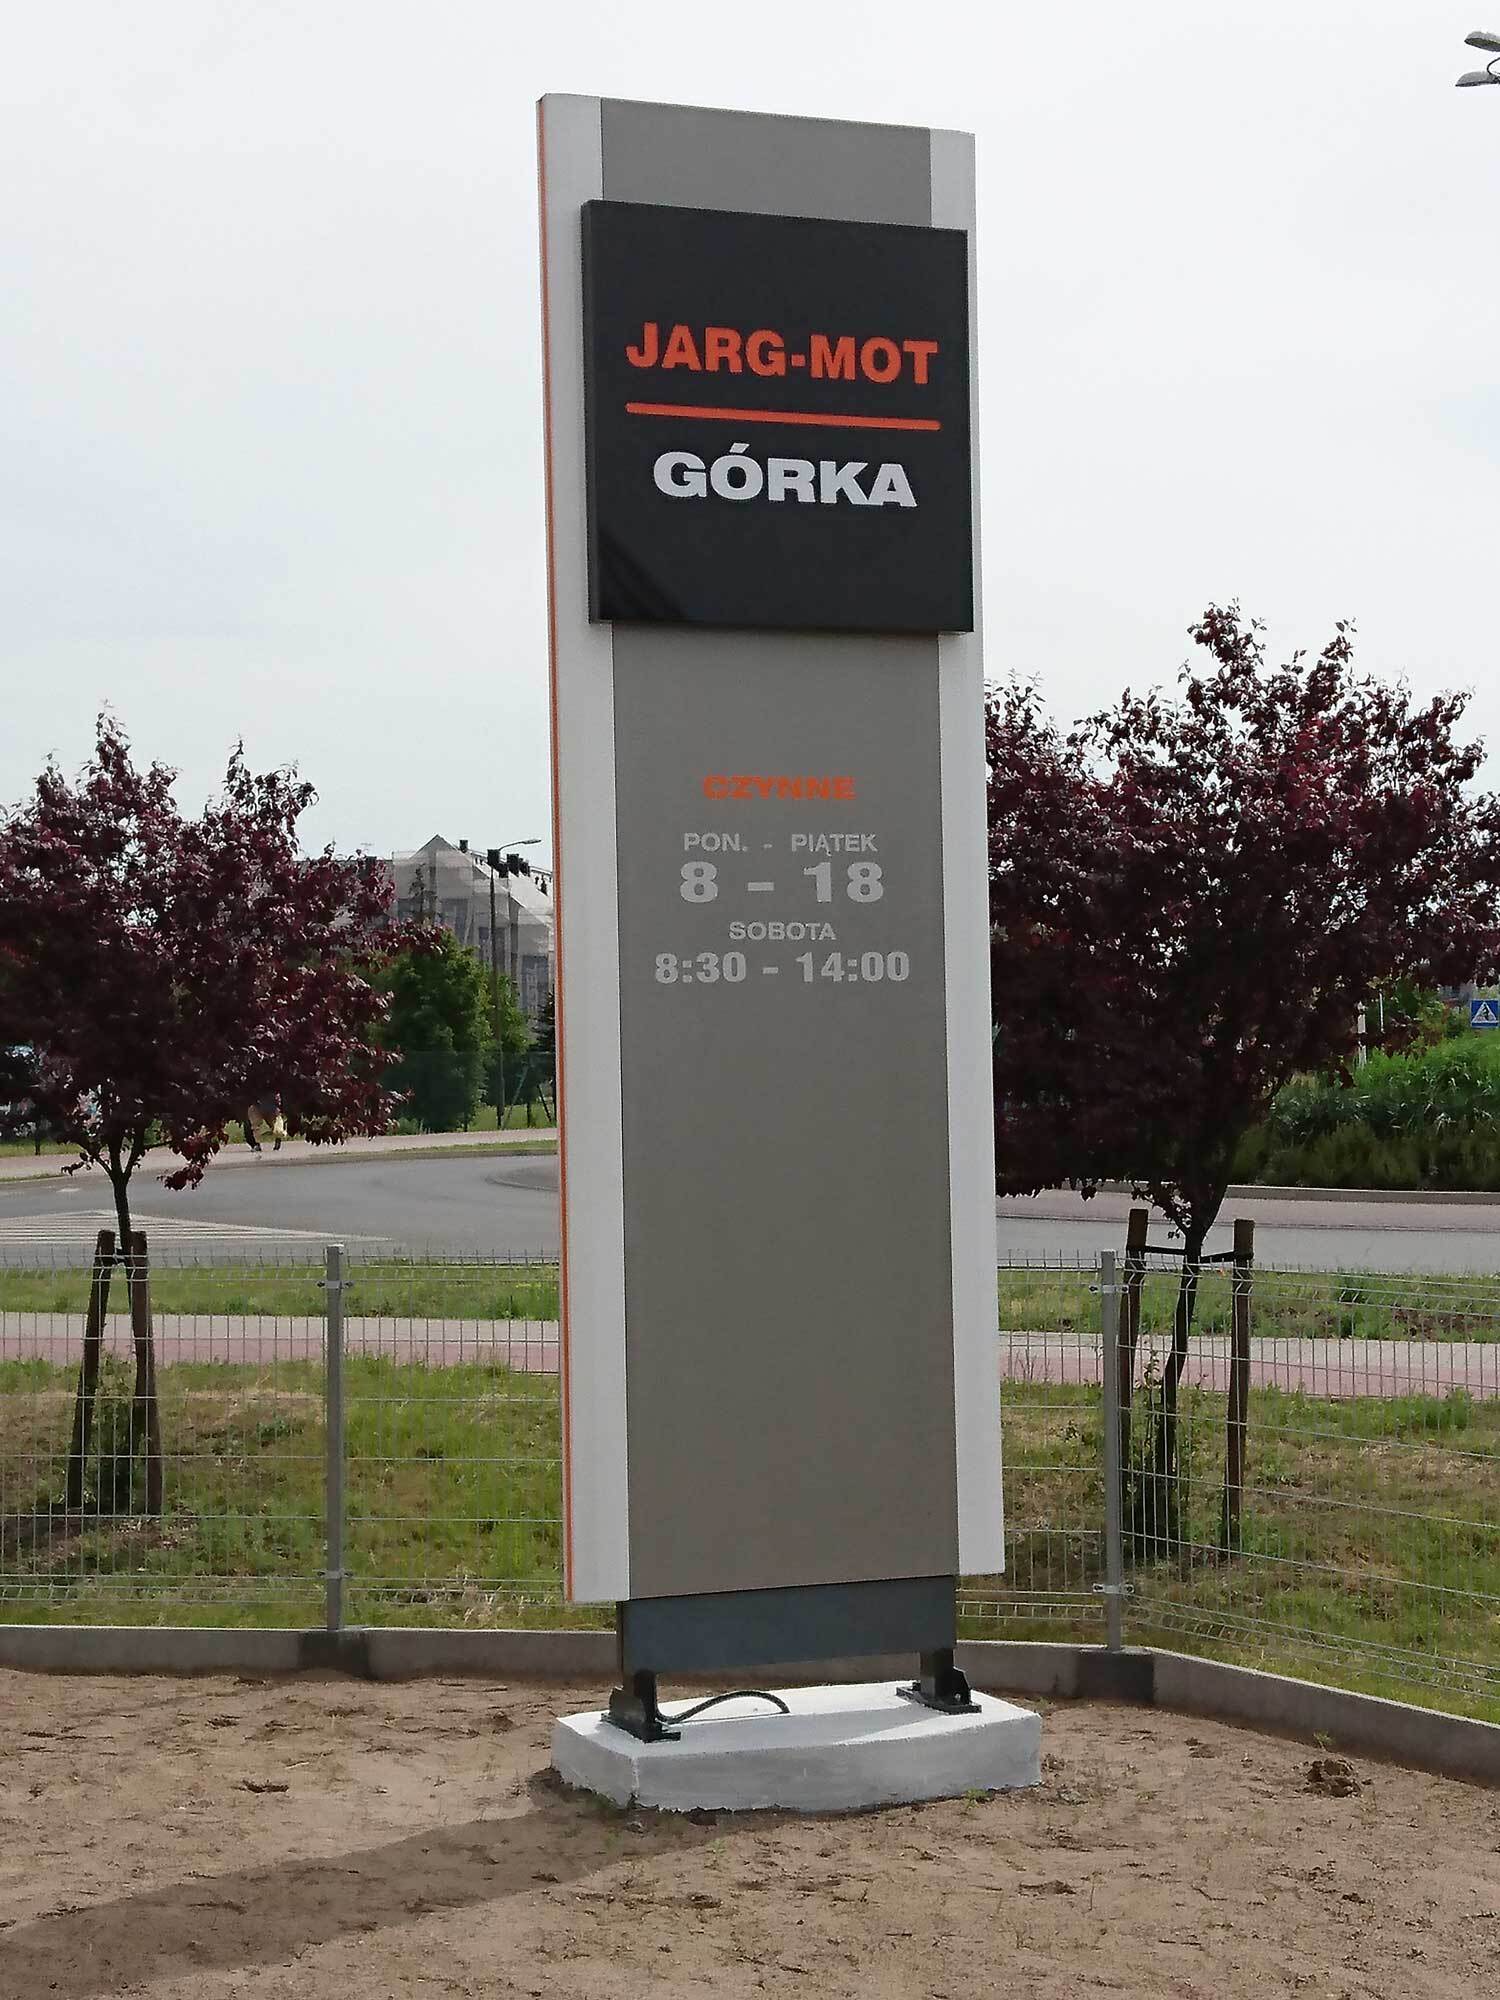 JARG-MOT
GÓRKA
CZYNNE
PON. - PIĄTEK
8 - 18
SOBOTA
8:30 - 14:00